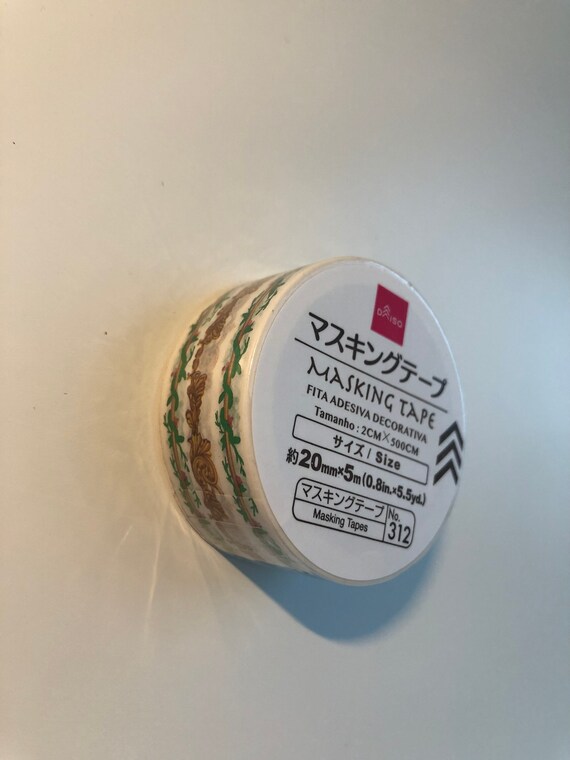 DAISO
マスキングテープ
MASKING TAPE
FITA ADESIVA DECORATIVA
Tamanho : 2CM×500CM
サイズ / Size
約20mm×5m(0.8in.×5.5yd.)
マスキングテープ No.
Masking Tapes 312